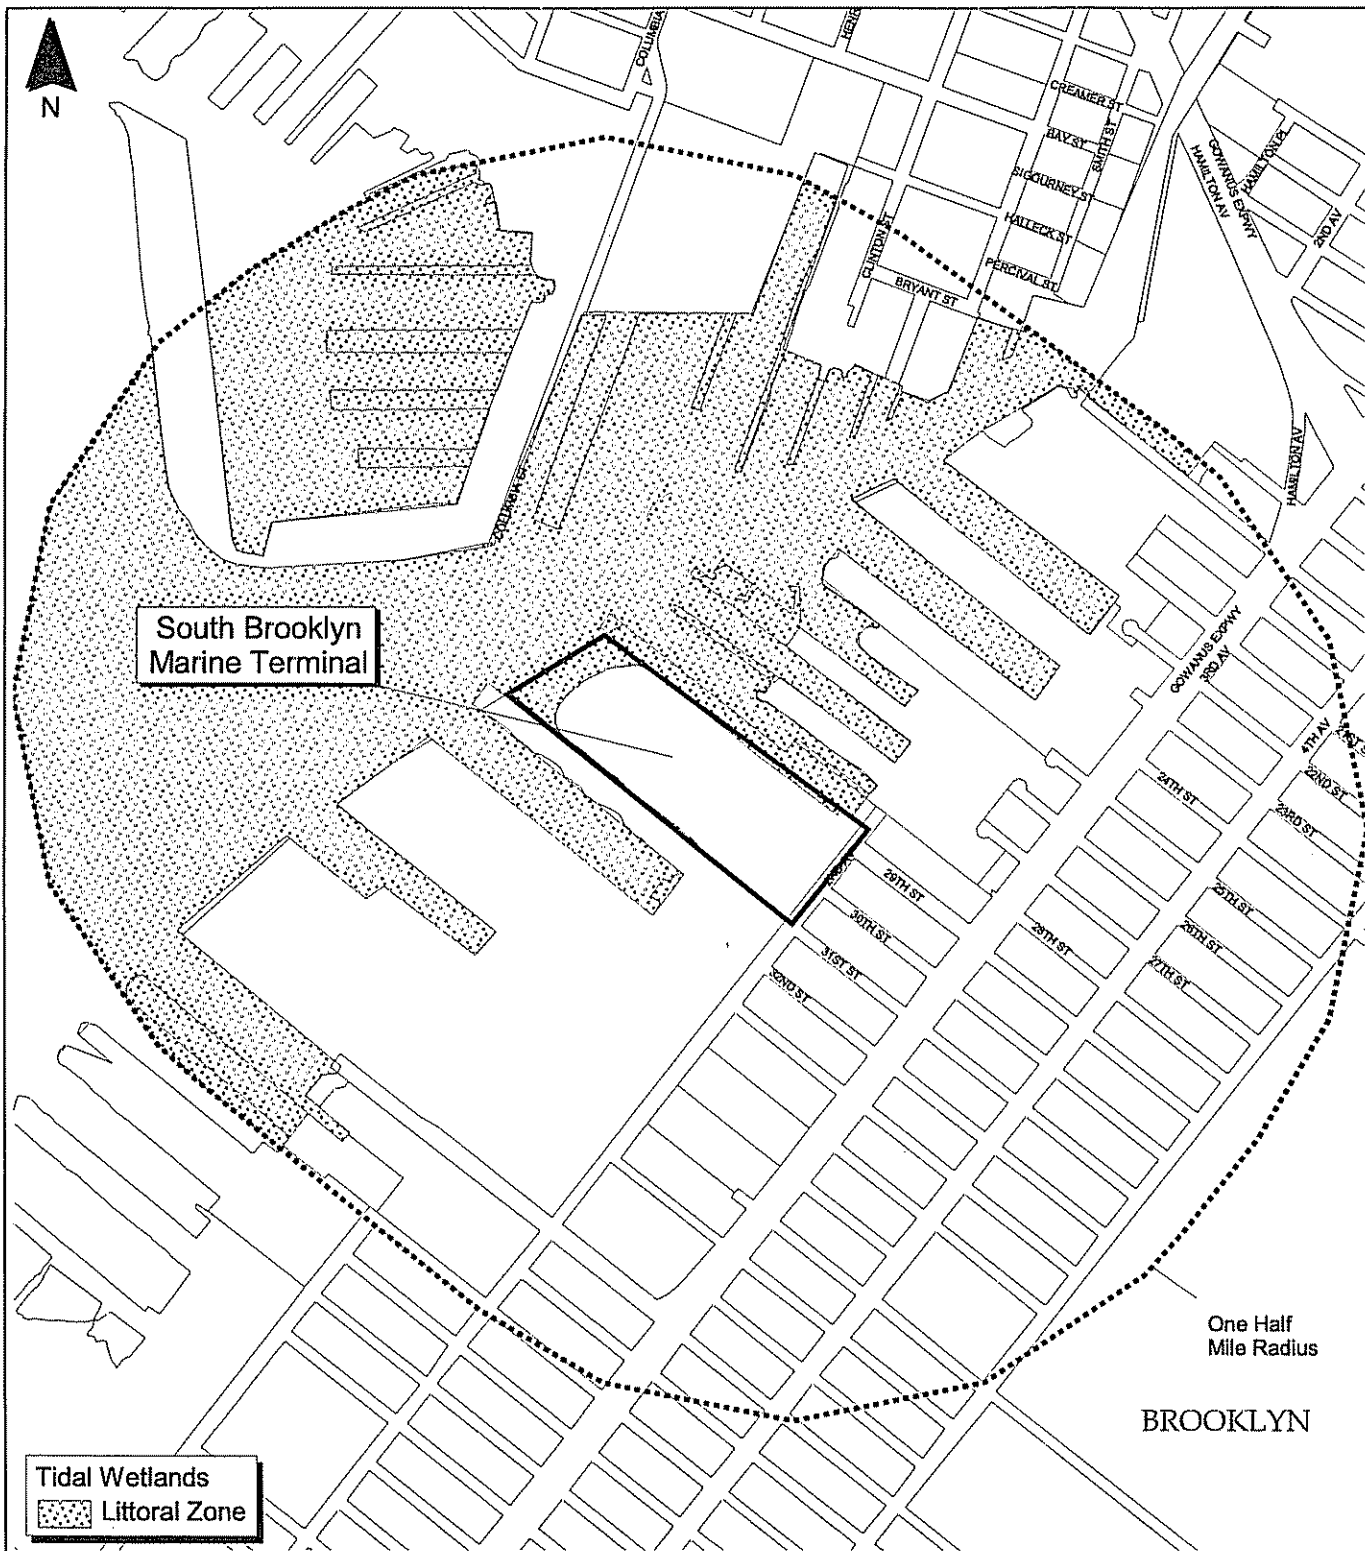 N
COLUMBIA
HENR
CREAMER ST
BAY ST
SMITH ST
SIGOURNEY ST
HALLECK ST
PERCIVAL ST
CLINTON ST
BRYANT ST
GOWANUS EXPWY
HAMILTON AV
HAMILTON PL
2ND AV
HAMILTON AV
COLUMBIA ST
South Brooklyn
Marine Terminal
GOWANUS EXPWY
3RD AV
4TH AV
21ST S
22ND ST
23RD ST
24TH ST
25TH ST
26TH ST
27TH ST
28TH ST
29TH ST
30TH ST
31ST ST
32ND ST
One Half
Mile Radius
BROOKLYN
Tidal Wetlands
Littoral Zone